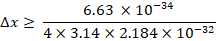 Δx ≥ 6.63 × 10⁻³⁴ / 4 × 3.14 × 2.184 × 10⁻³²